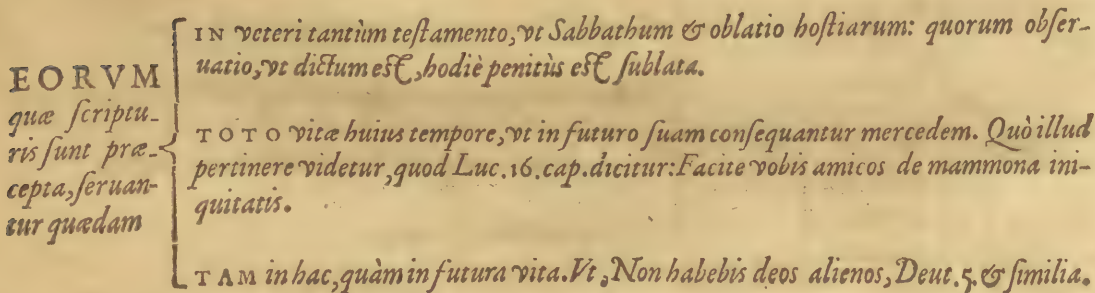 EORVM
quæ ſcriptu-
ris ſunt præ-
cepta, ſeruan-
tur quædam
IN veteri tantùm teſtamento, vt Sabbathum & oblatio hoſtiarum: quorum obſer-
uatio, vt dictum eſt, hodiè penitùs eſt ſublata.
TOTO vitæ huius tempore, vt in futuro ſuam conſequantur mercedem. Quò illud
pertinere videtur, quod Luc. 16. cap. dicitur: Facite vobis amicos de mammona ini-
quitatis.
TAM in hac, quàm in futura vita. Vt, Non habebis deos alienos, Deut. 5. & ſimilia.